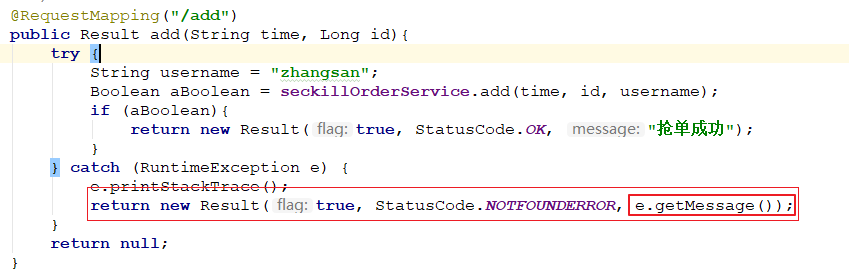 @RequestMapping("/add")
public Result add(String time, Long id){
try {
String username = "zhangsan";
Boolean aBoolean = seckillOrderService.add(time, id, username);
if (aBoolean){
return new Result( flag: true, StatusCode.OK, message: "抢单成功");
}
} catch (RuntimeException e) {
e.printStackTrace();
return new Result( flag: true, StatusCode.NOTFOUNDERROR, e.getMessage());
}
return null;
}